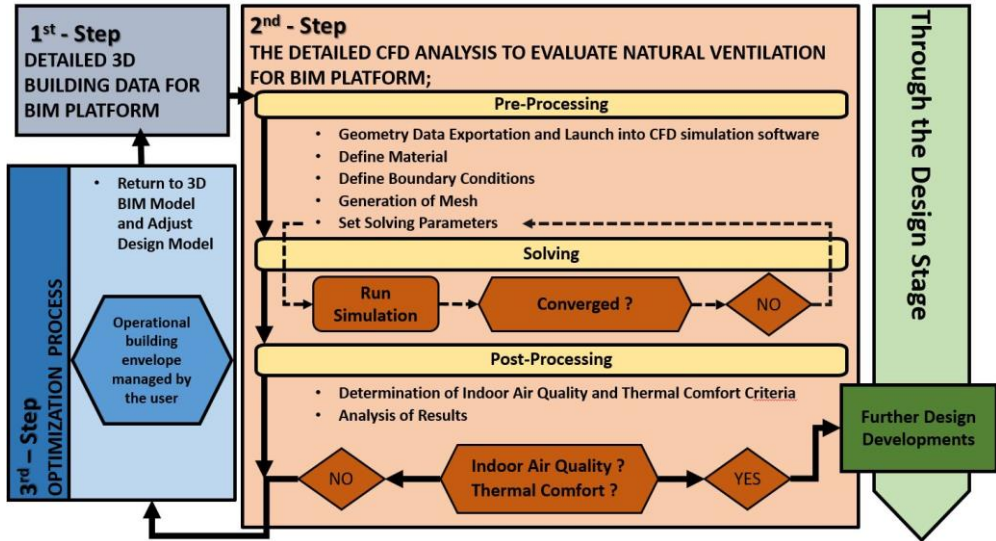 1st - Step
DETAILED 3D
BUILDING DATA FOR
BIM PLATFORM
2nd - Step
THE DETAILED CFD ANALYSIS TO EVALUATE NATURAL VENTILATION
FOR BIM PLATFORM;
Pre-Processing
• Geometry Data Exportation and Launch into CFD simulation software
• Define Material
• Define Boundary Conditions
• Generation of Mesh
• Set Solving Parameters
Solving
Run
Simulation
Converged ?
NO
Post-Processing
• Determination of Indoor Air Quality and Thermal Comfort Criteria
• Analysis of Results
NO
Indoor Air Quality ?
Thermal Comfort ?
YES
3rd – Step
OPTIMIZATION PROCESS
• Return to 3D
BIM Model
and Adjust
Design Model
Operational
building
envelope
managed by
the user
Through the Design Stage
Further Design
Developments